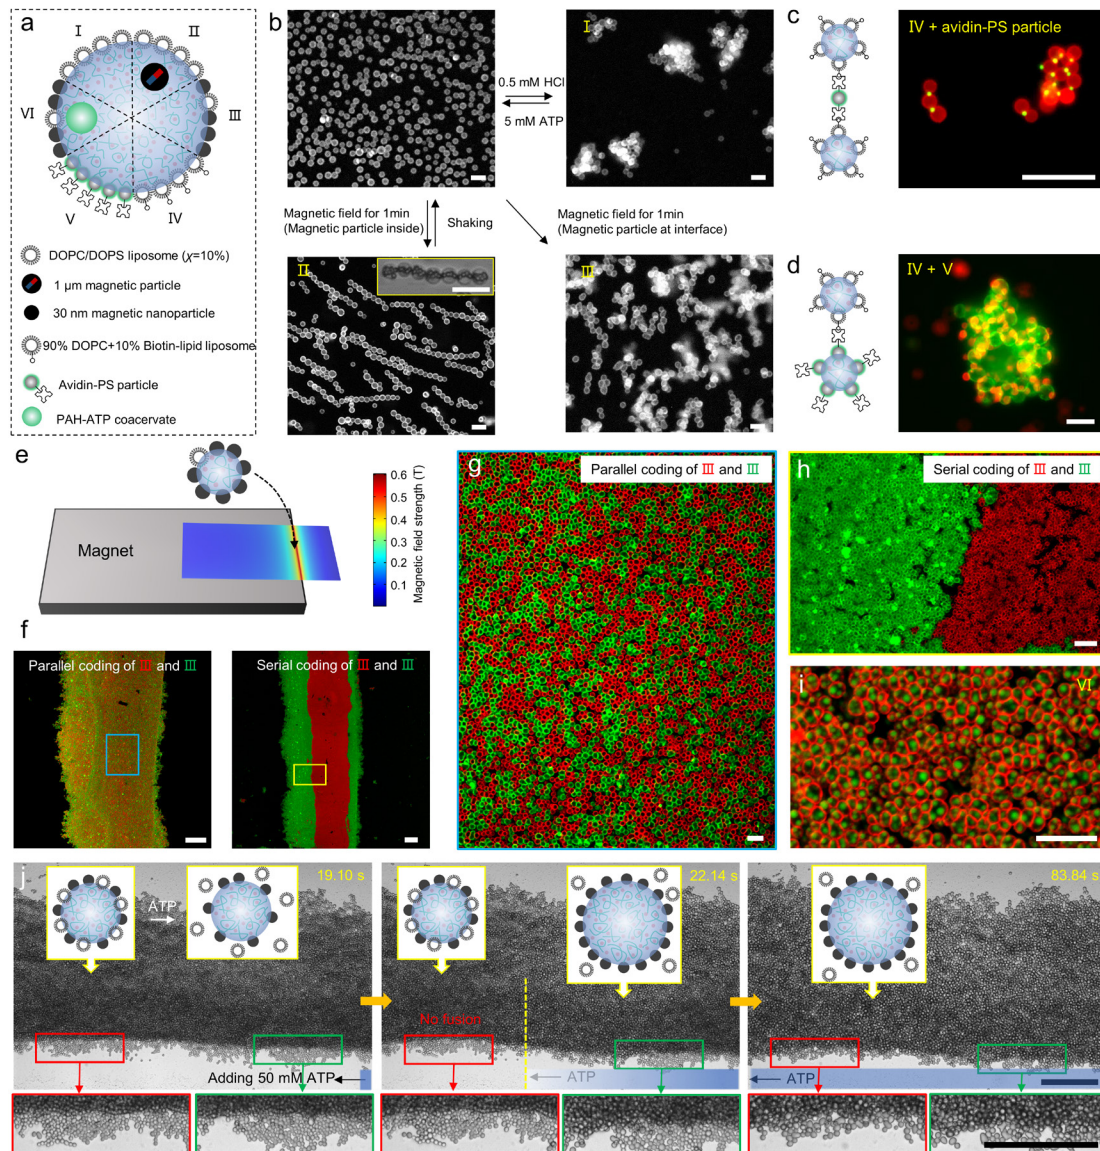 a
I
II
III
IV
V
VI
DOPC/DOPS liposome (χ=10%)
1 μm magnetic particle
30 nm magnetic nanoparticle
90% DOPC+10% Biotin-lipid liposome
Avidin-PS particle
PAH-ATP coacervate
b
0.5 mM HCl
5 mM ATP
I
Magnetic field for 1min
(Magnetic particle inside)
Shaking
Magnetic field for 1min
(Magnetic particle at interface)
II
III
c
IV + avidin-PS particle
d
IV + V
e
Magnet
Magnetic field strength (T)
0.6
0.5
0.4
0.3
0.2
0.1
f
Parallel coding of III and III
Serial coding of III and III
g
Parallel coding of III and III
h
Serial coding of III and III
i
VI
j
ATP
19.10 s
Adding 50 mM ATP
No fusion
22.14 s
ATP
83.84 s
ATP